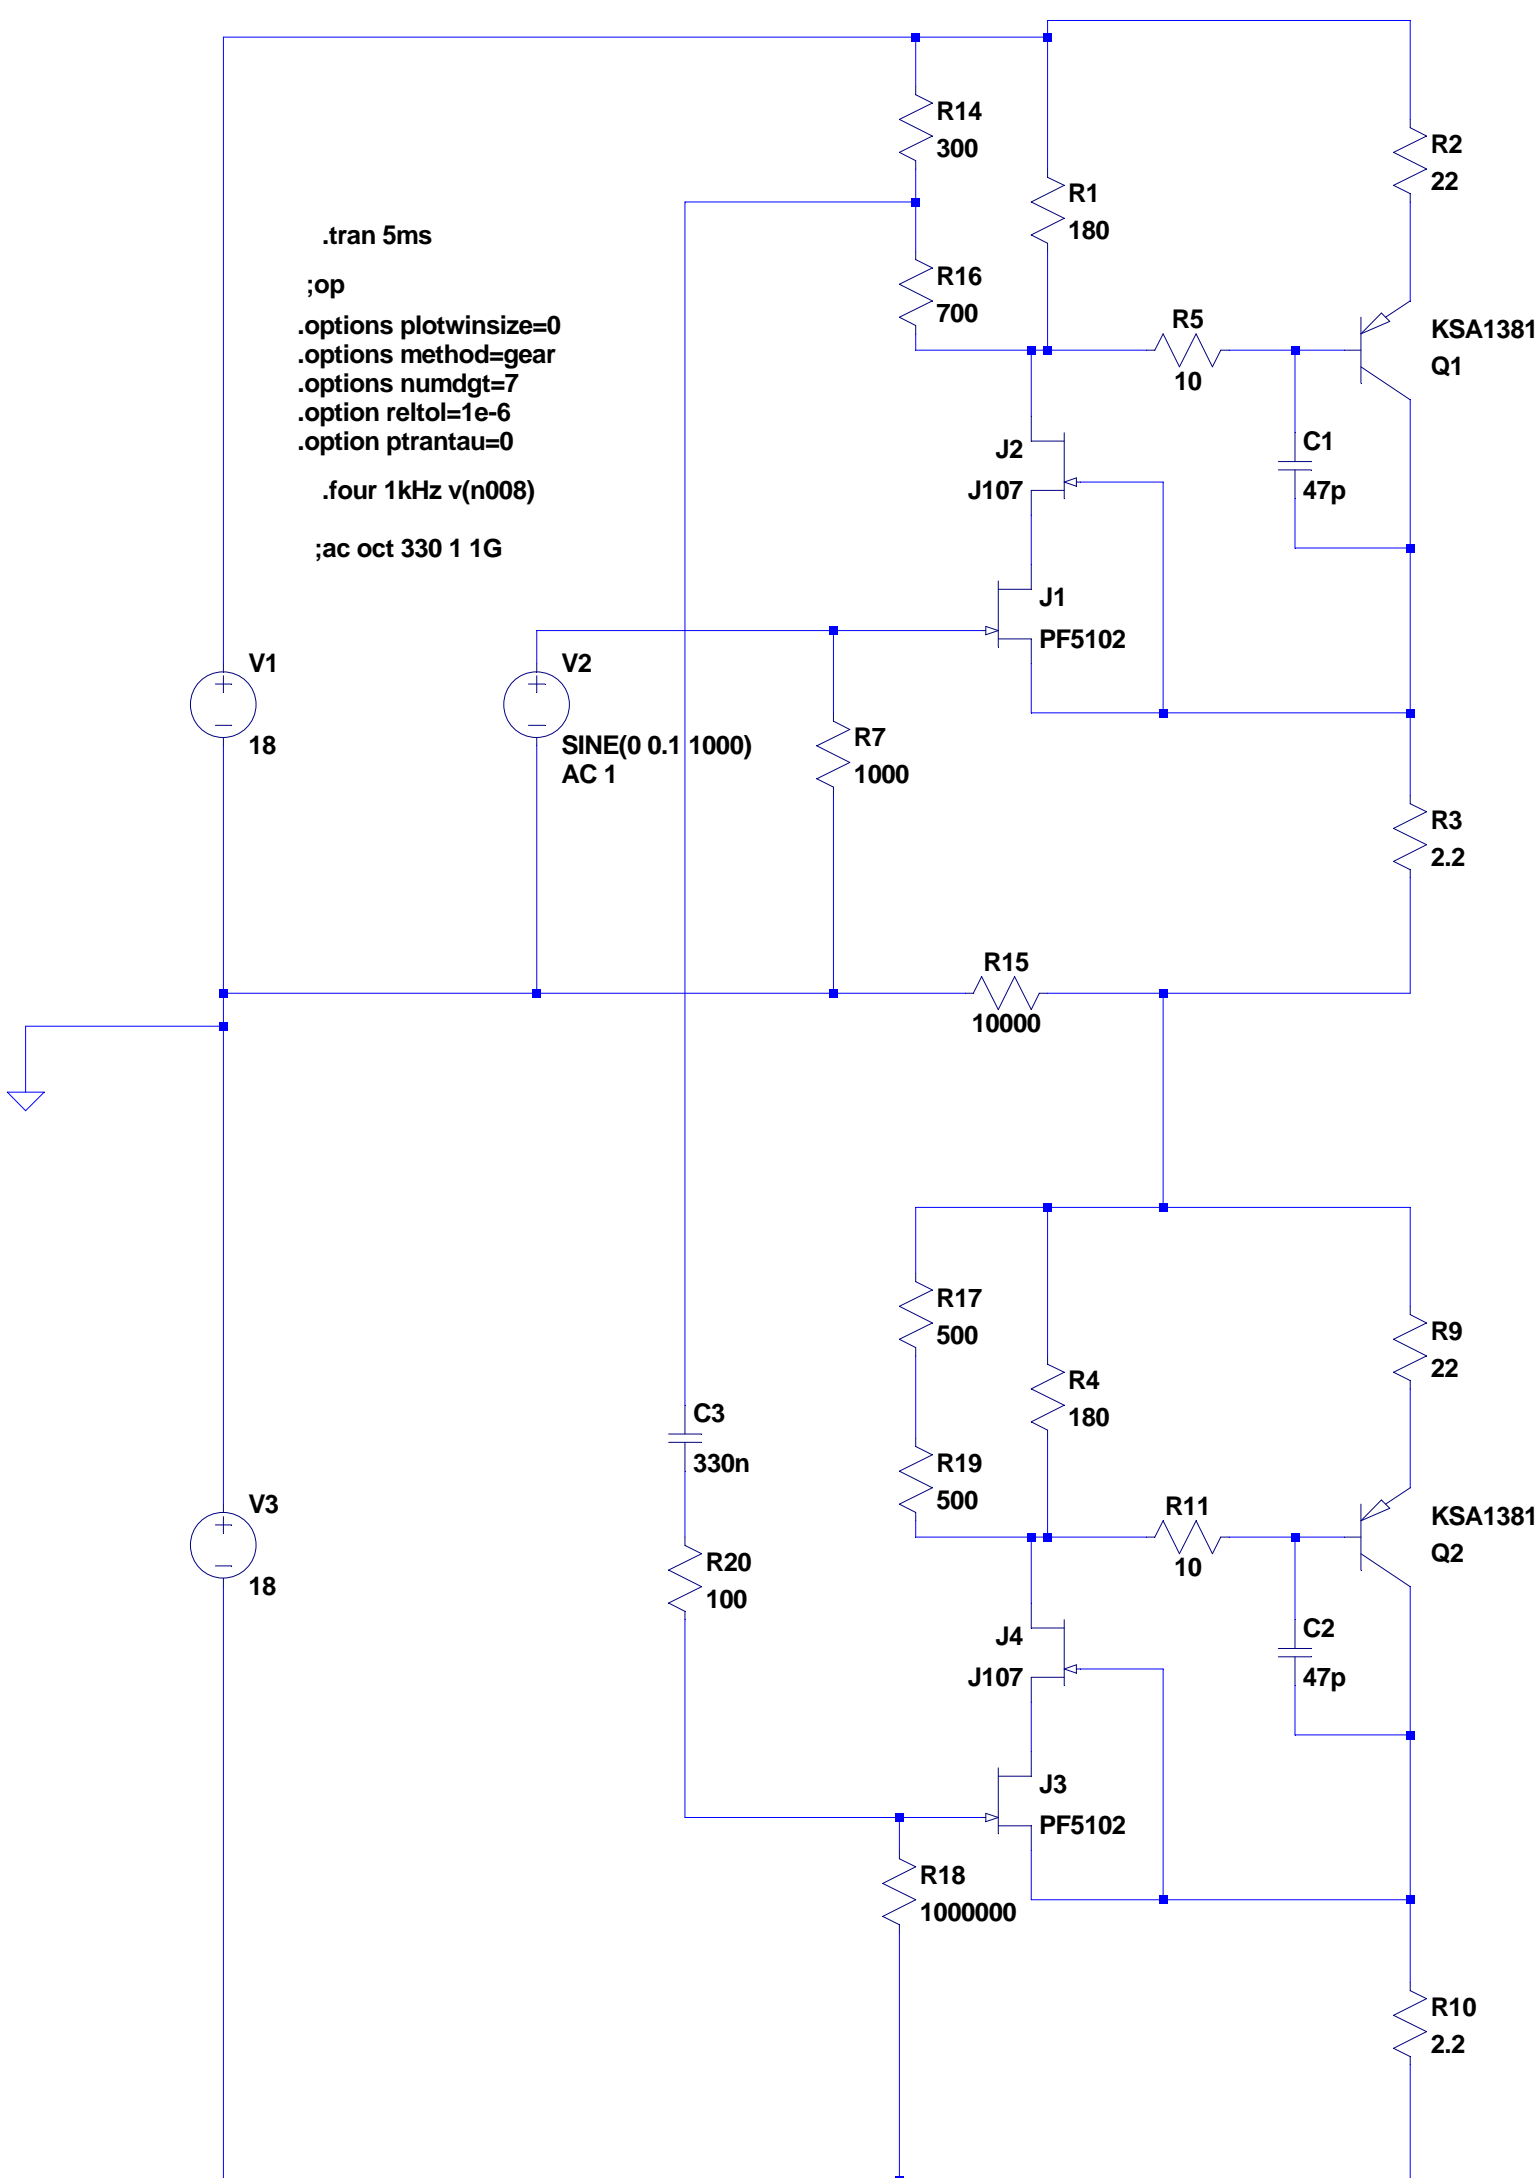 R14
300
R2
22
R1
180
.tran 5ms
;op
R16
700
.options plotwinsize=0
.options method=gear
.options numdgt=7
.option reltol=1e-6
.option ptrantau=0
R5
10
KSA1381
Q1
J2
J107
C1
47p
.four 1kHz v(n008)
;ac oct 330 1 1G
J1
PF5102
V1
18
V2
SINE(0 0.1 1000)
AC 1
R7
1000
R3
2.2
R15
10000
R17
500
R9
22
R4
180
C3
330n
R19
500
V3
18
R11
10
KSA1381
Q2
R20
100
J4
J107
C2
47p
J3
PF5102
R18
1000000
R10
2.2